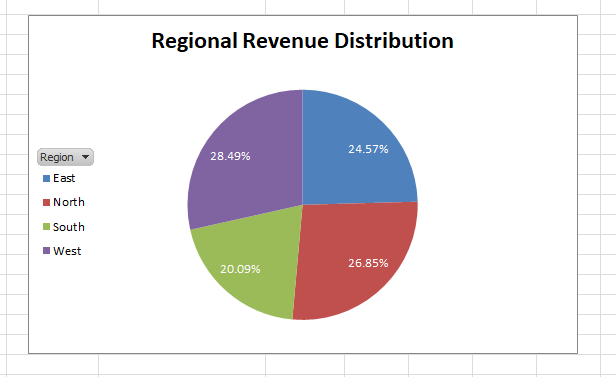 Regional Revenue Distribution
Region
East
North
South
West
24.57%
28.49%
26.85%
20.09%